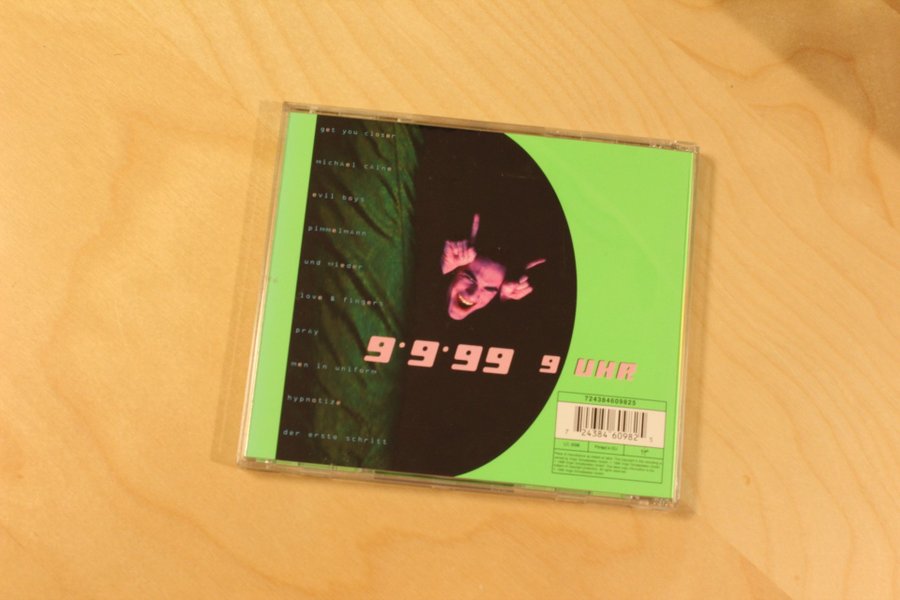 get you closer
michael caine
evil boys
pimmelmann
und wieder
love & fingers
pray
men in uniform
hypnotize
der erste schritt
9·9·99 9 UHR
724384609825
7 24384 60982 5